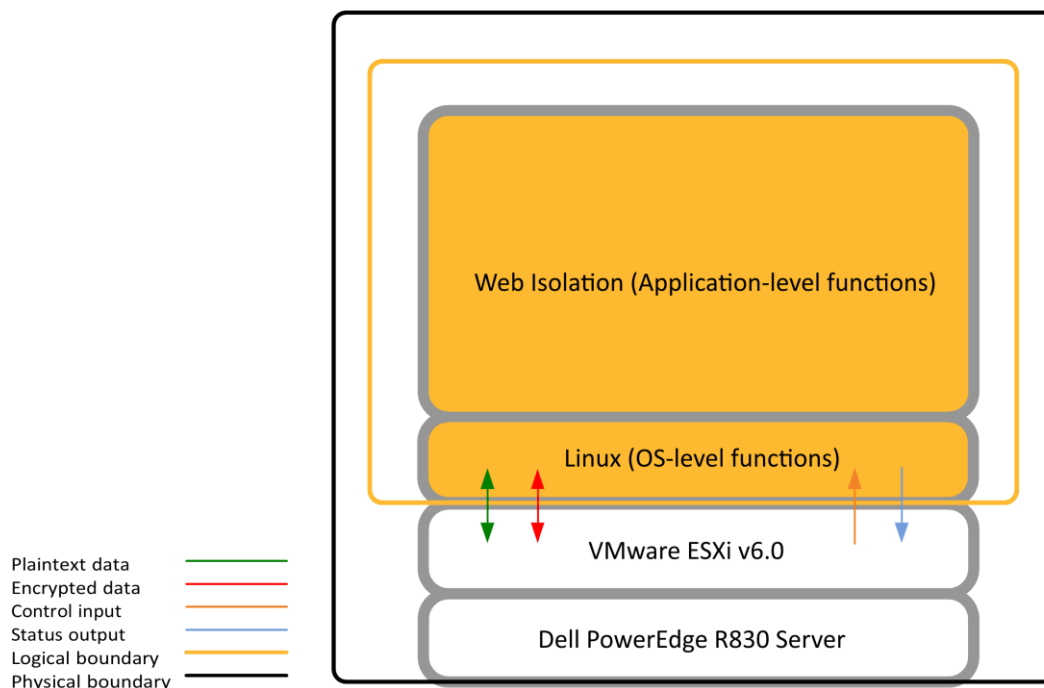 Web Isolation (Application-level functions)
Linux (OS-level functions)
VMware ESXi v6.0
Dell PowerEdge R830 Server
Plaintext data
Encrypted data
Control input
Status output
Logical boundary
Physical boundary